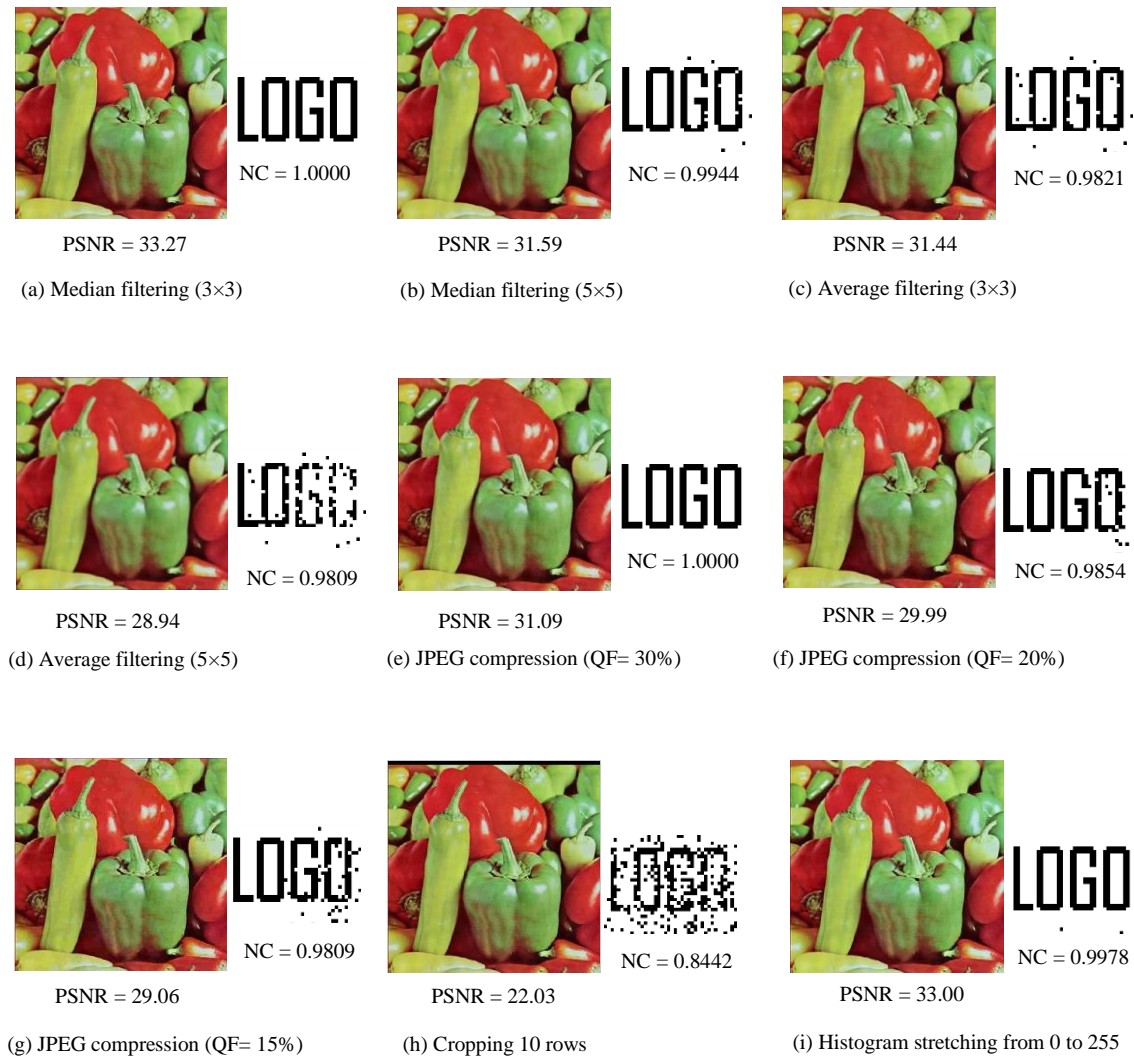 LOGO
NC = 1.0000
PSNR = 33.27
(a) Median filtering (3×3)
LOGO
NC = 0.9944
PSNR = 31.59
(b) Median filtering (5×5)
LOGO
NC = 0.9821
PSNR = 31.44
(c) Average filtering (3×3)
LOGO
NC = 0.9809
PSNR = 28.94
(d) Average filtering (5×5)
LOGO
NC = 1.0000
PSNR = 31.09
(e) JPEG compression (QF= 30%)
LOGO
NC = 0.9854
PSNR = 29.99
(f) JPEG compression (QF= 20%)
LOGO
NC = 0.9809
PSNR = 29.06
(g) JPEG compression (QF= 15%)
LOGO
NC = 0.8442
PSNR = 22.03
(h) Cropping 10 rows
LOGO
NC = 0.9978
PSNR = 33.00
(i) Histogram stretching from 0 to 255